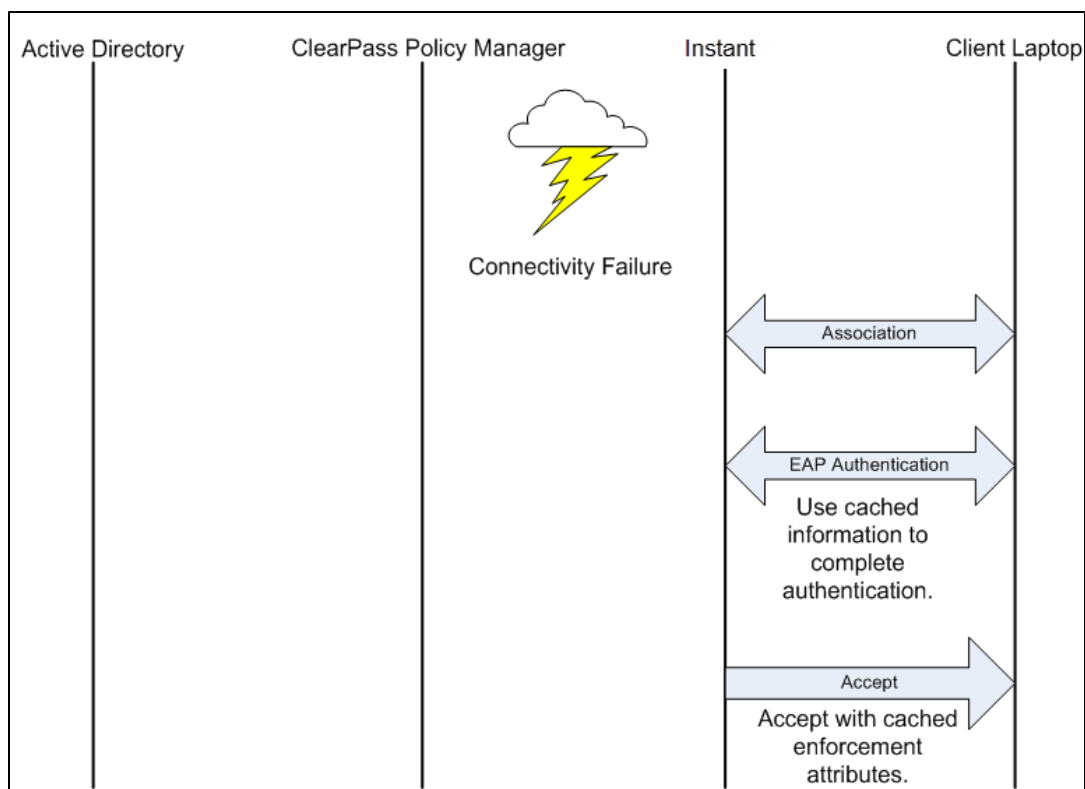 Active Directory
ClearPass Policy Manager
Instant
Client Laptop
Connectivity Failure
Association
EAP Authentication
Use cached
information to
complete
authentication.
Accept
Accept with cached
enforcement
attributes.